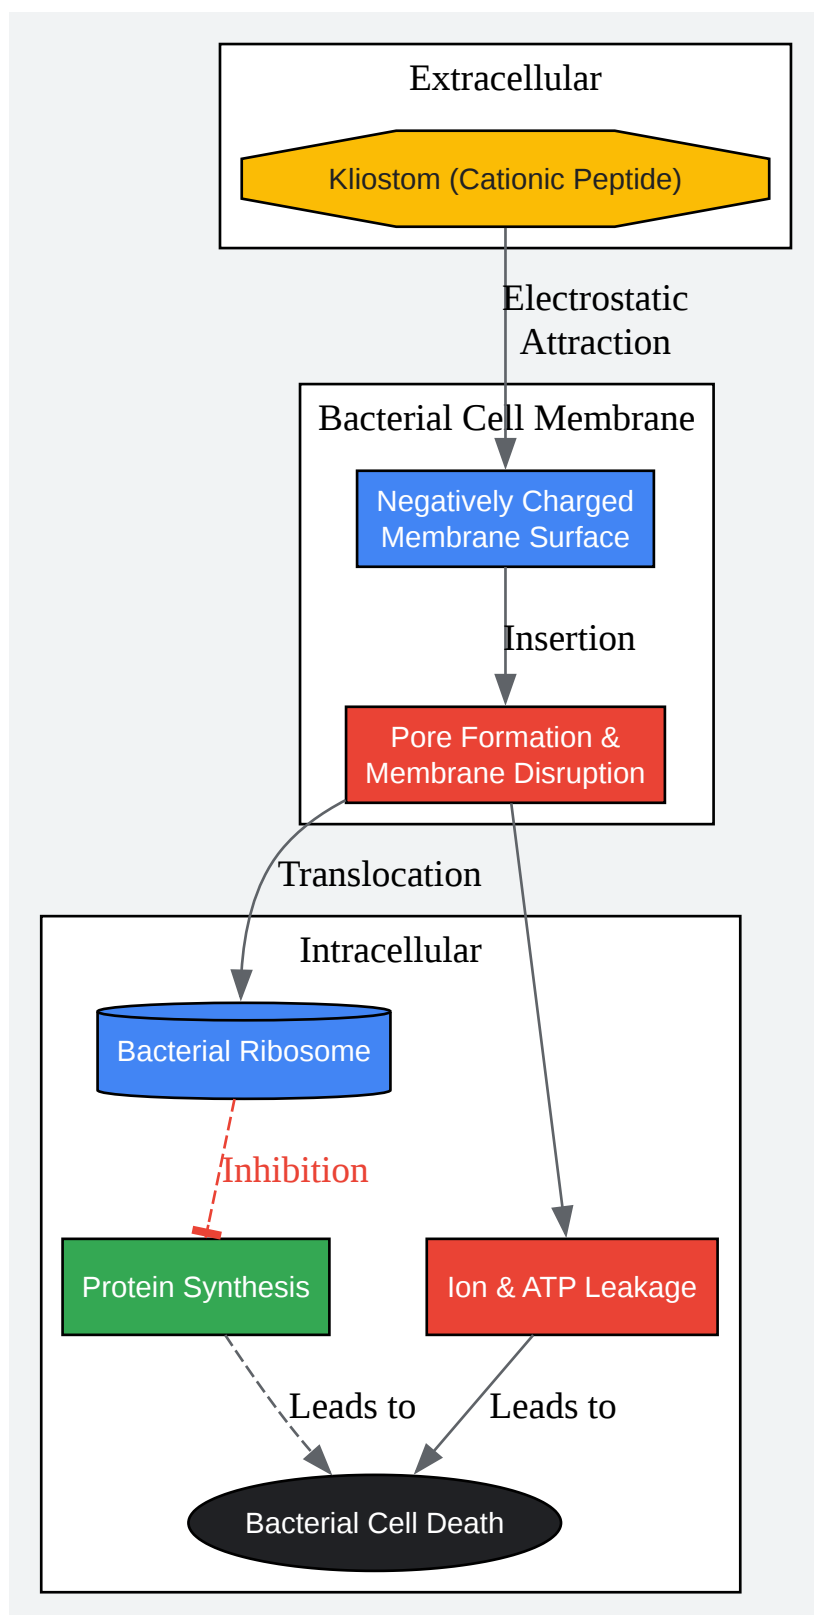 Extracellular
Kliostom (Cationic Peptide)
Electrostatic
Attraction
Bacterial Cell Membrane
Negatively Charged
Membrane Surface
Insertion
Pore Formation &
Membrane Disruption
Translocation
Intracellular
Bacterial Ribosome
Inhibition
Protein Synthesis
Ion & ATP Leakage
Leads to
Leads to
Bacterial Cell Death